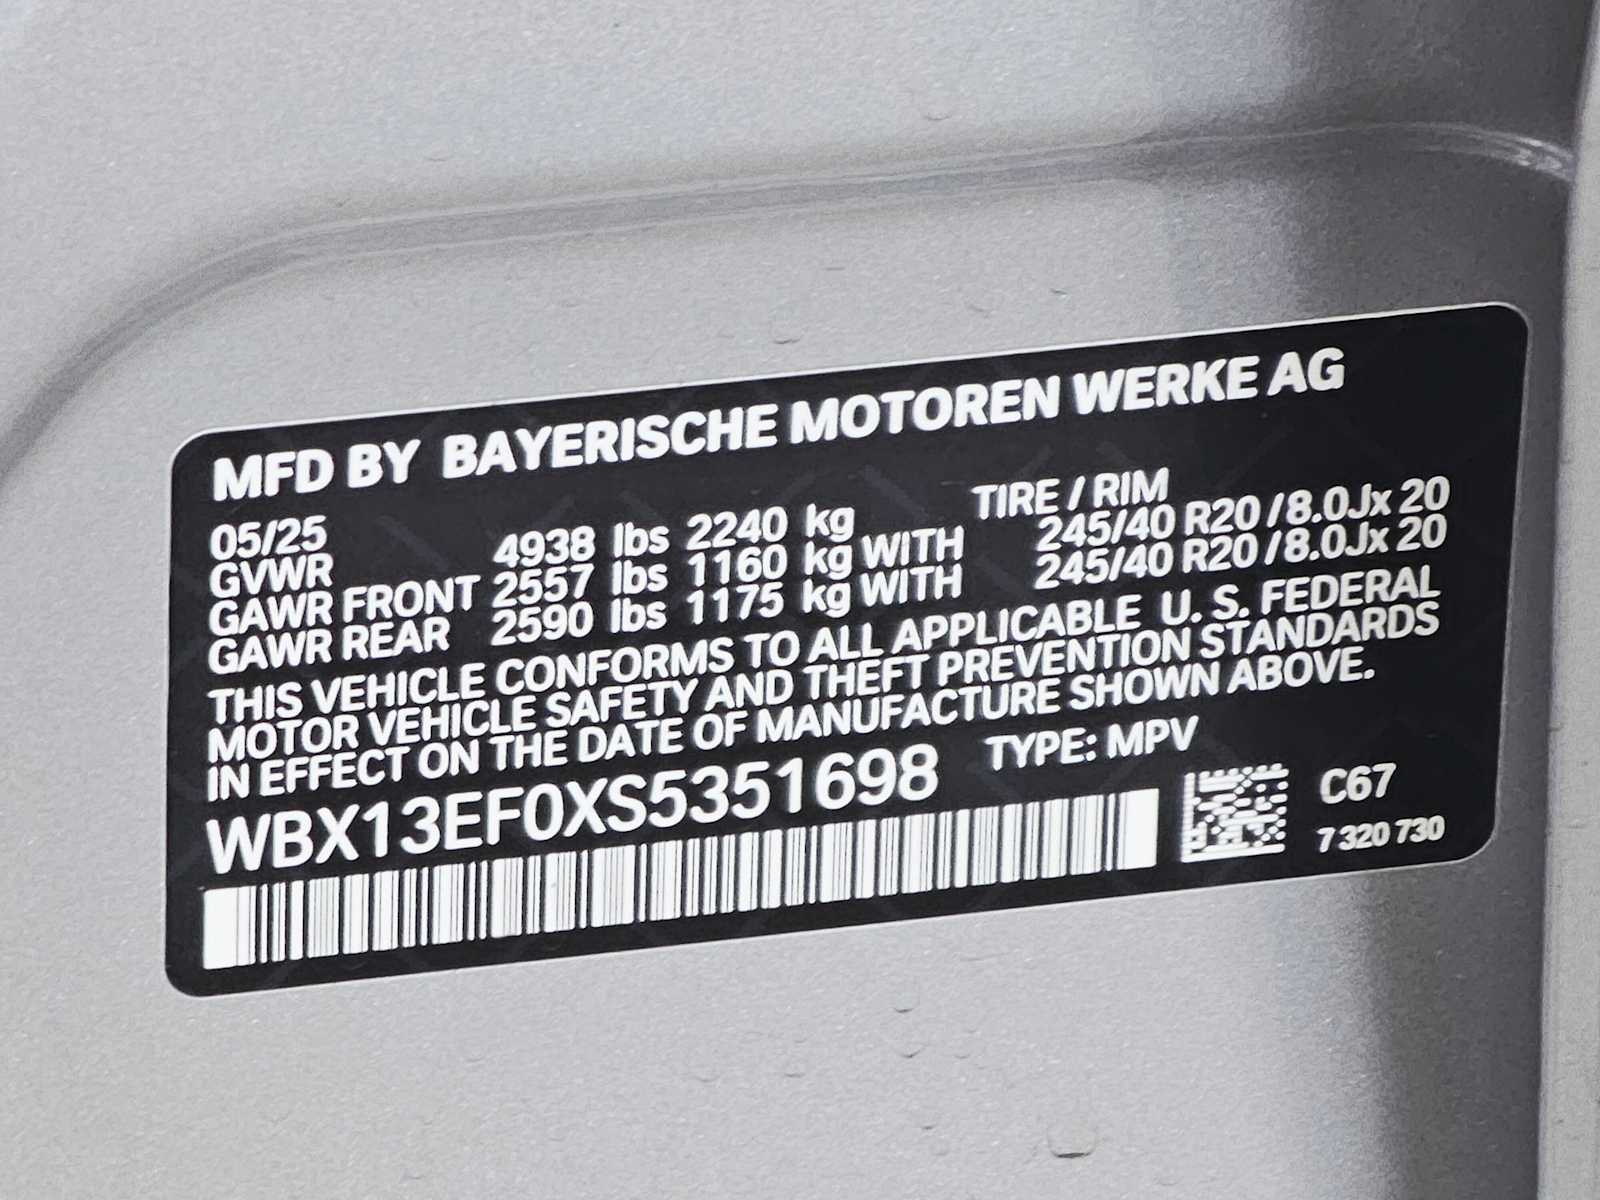 MFD BY BAYERISCHE MOTOREN WERKE AG
05/25 TIRE / RIM
GVWR 4938 lbs 2240 kg
GAWR FRONT 2557 lbs 1160 kg WITH 245/40 R20 / 8.0Jx 20
GAWR REAR 2590 lbs 1175 kg WITH 245/40 R20 / 8.0Jx 20
THIS VEHICLE CONFORMS TO ALL APPLICABLE U. S. FEDERAL
MOTOR VEHICLE SAFETY AND THEFT PREVENTION STANDARDS
IN EFFECT ON THE DATE OF MANUFACTURE SHOWN ABOVE.
WBX13EF0XS5351698 TYPE: MPV
C67
7 320 730